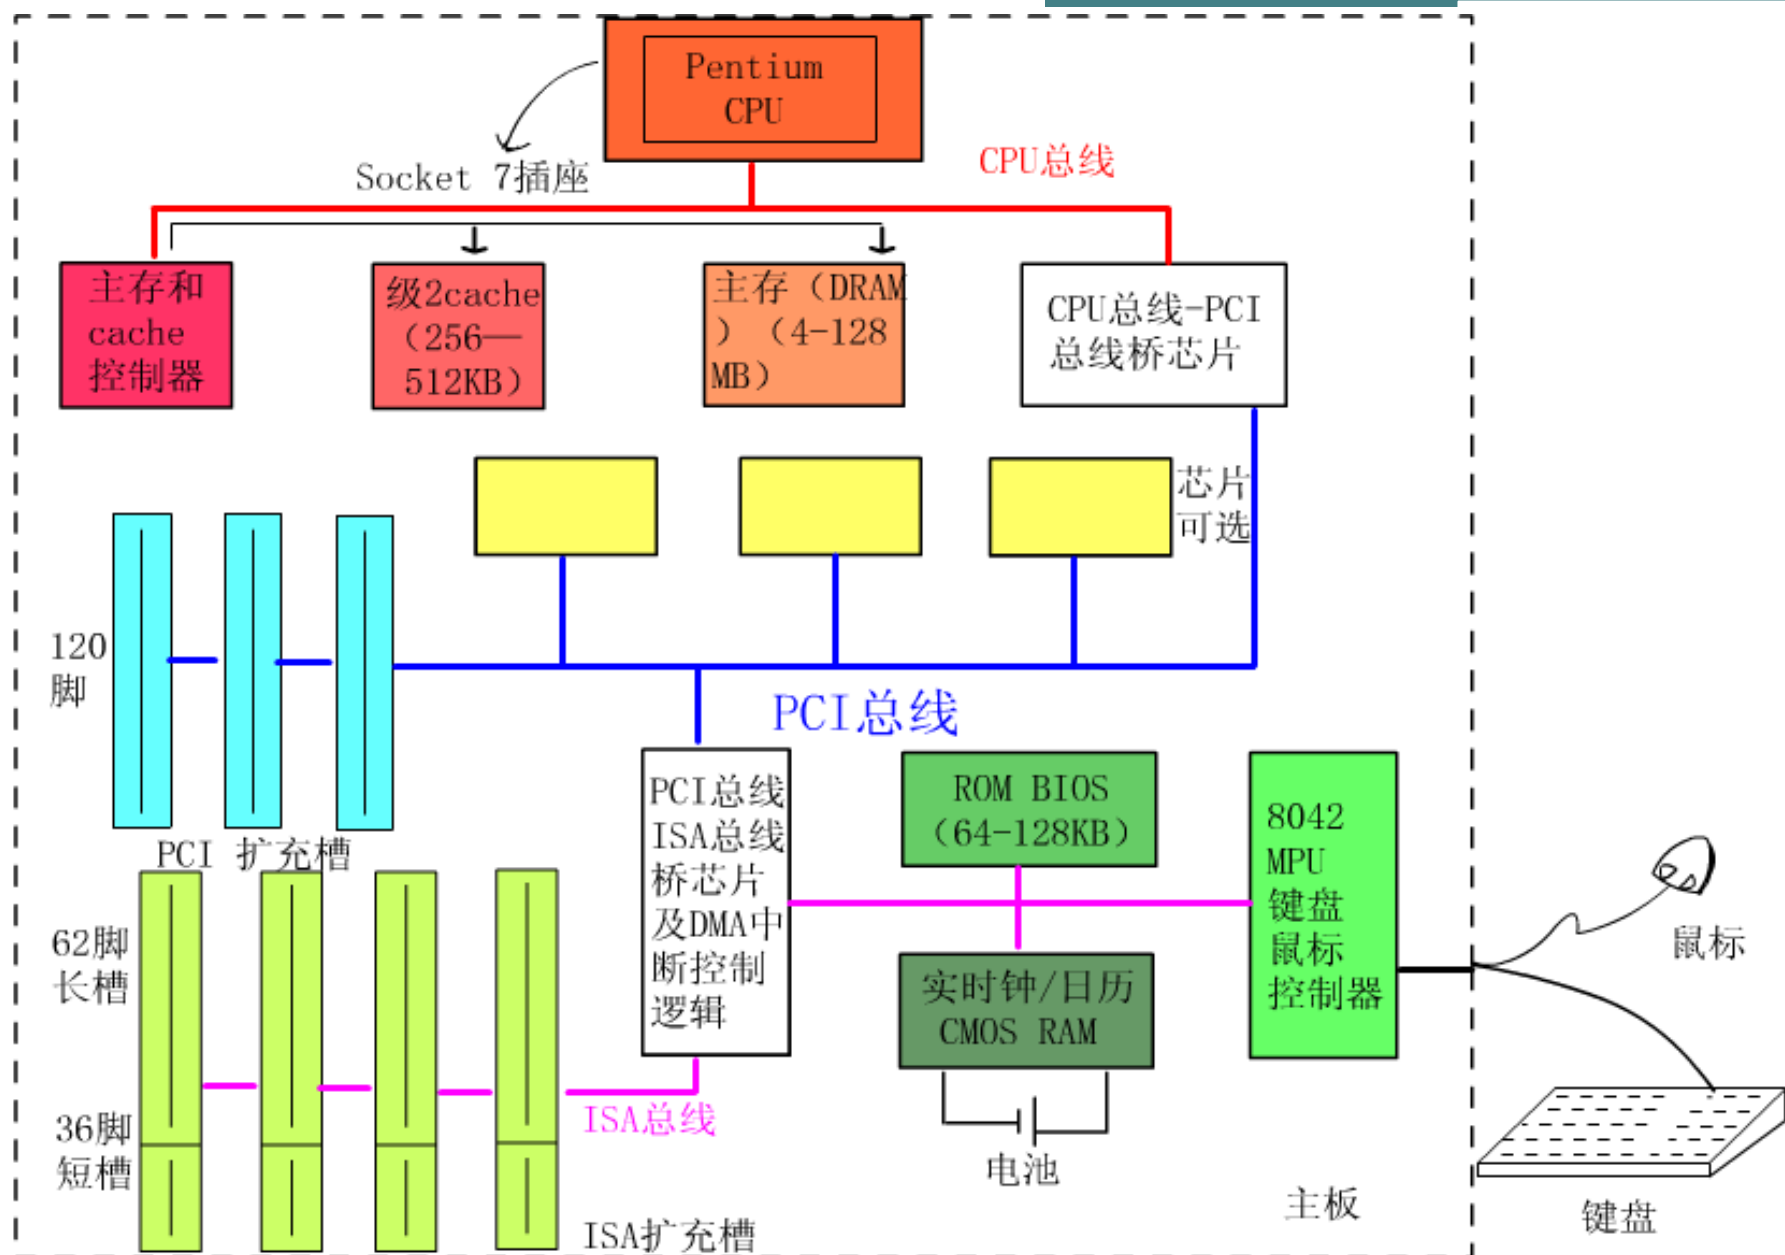 Pentium
CPU
CPU总线
Socket 7插座
主存和
cache
控制器
级2cache
（256—
512KB）
主存（DRAM
）（4-128
MB）
CPU总线-PCI
总线桥芯片
芯片
可选
120
脚
PCI总线
PCI 扩充槽
PCI总线
ISA总线
桥芯片
及DMA中
断控制
逻辑
ROM BIOS
（64-128KB）
8042
MPU
键盘
鼠标
控制器
鼠标
62脚
长槽
实时钟/日历
CMOS RAM
36脚
短槽
ISA总线
电池
主板
键盘
ISA扩充槽